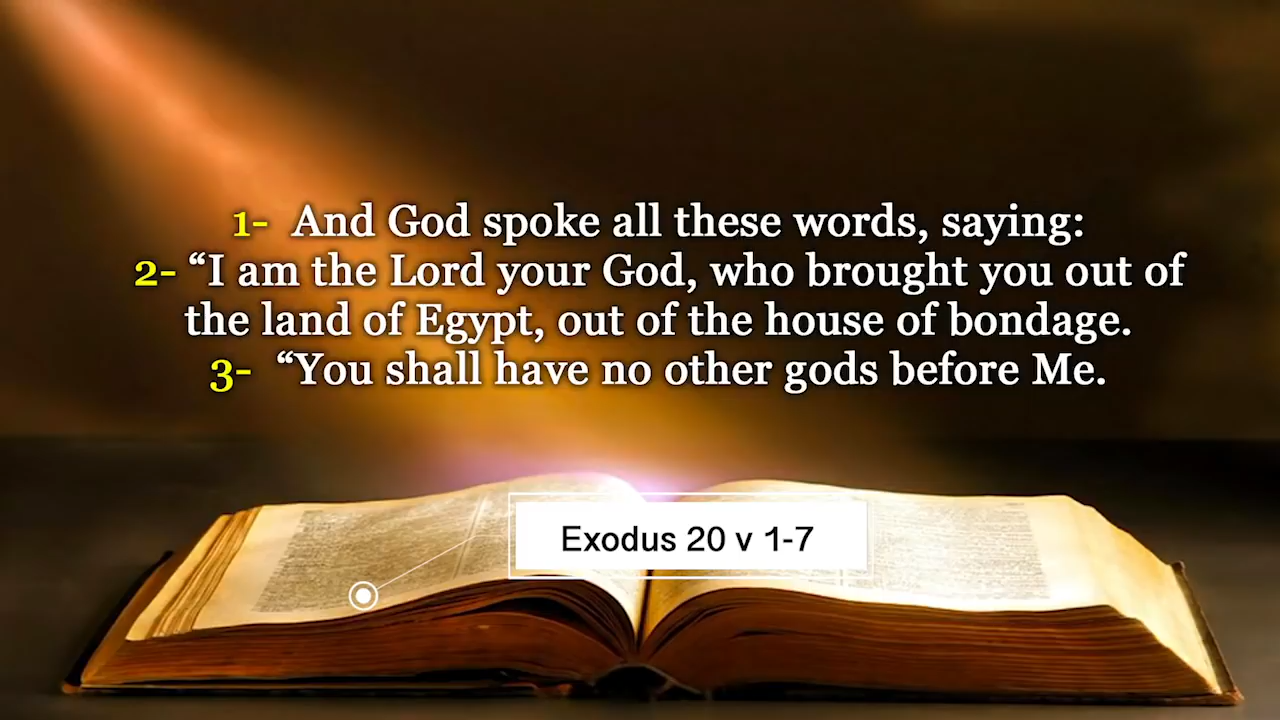 1- And God spoke all these words, saying:
2- “I am the Lord your God, who brought you out of
the land of Egypt, out of the house of bondage.
3- “You shall have no other gods before Me.
Exodus 20 v 1-7